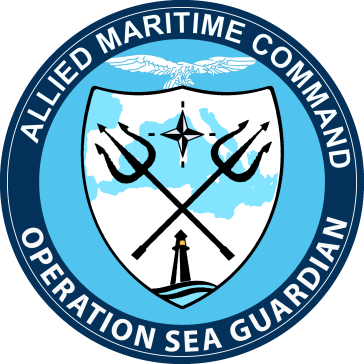 ALLIED MARITIME COMMAND
OPERATION SEA GUARDIAN